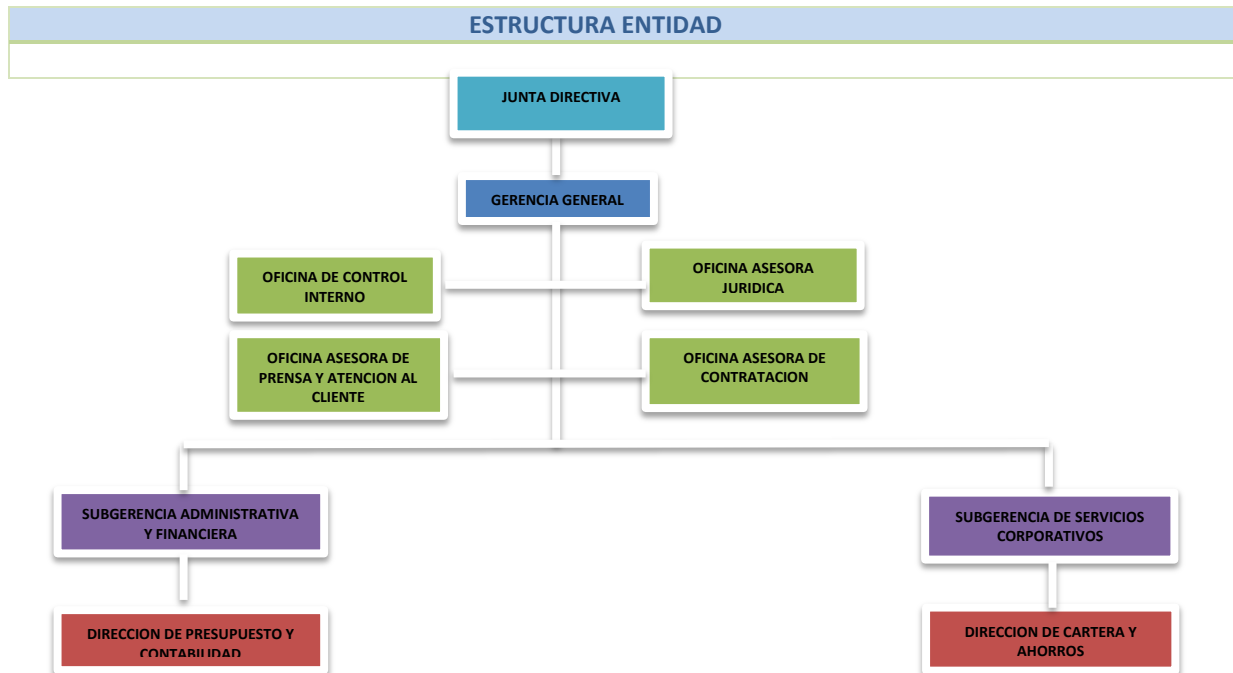 ESTRUCTURA ENTIDAD
JUNTA DIRECTIVA
GERENCIA GENERAL
OFICINA DE CONTROL
INTERNO
OFICINA ASESORA
JURIDICA
OFICINA ASESORA DE
PRENSA Y ATENCION AL
CLIENTE
OFICINA ASESORA DE
CONTRATACION
SUBGERENCIA ADMINISTRATIVA
Y FINANCIERA
SUBGERENCIA DE SERVICIOS
CORPORATIVOS
DIRECCION DE PRESUPUESTO Y
CONTABILIDAD
DIRECCION DE CARTERA Y
AHORROS